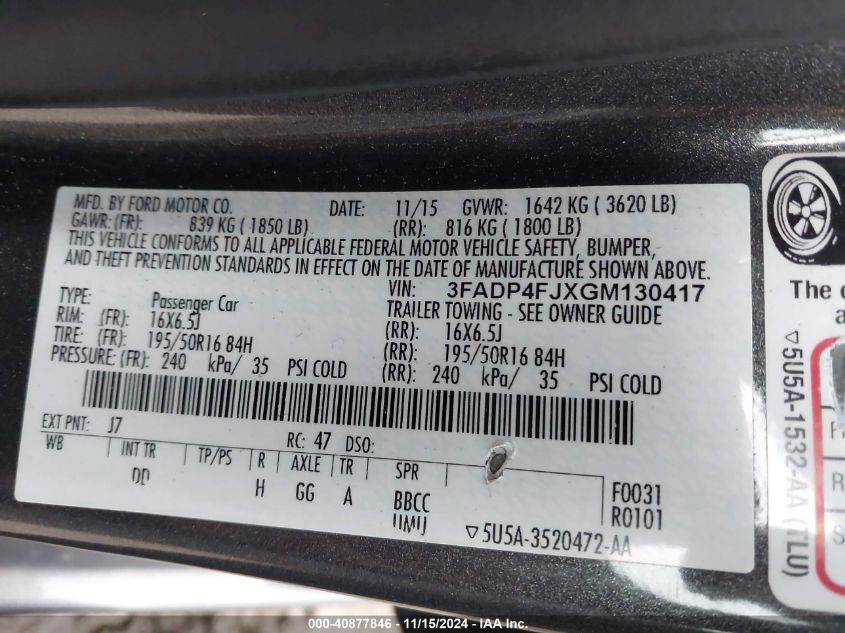 MFD. BY FORD MOTOR CO. DATE: 11/15 GVWR: 1642 KG ( 3620 LB)
GAWR: (FR): 839 KG ( 1850 LB) (RR): 816 KG ( 1800 LB)
THIS VEHICLE CONFORMS TO ALL APPLICABLE FEDERAL MOTOR VEHICLE SAFETY, BUMPER,
AND THEFT PREVENTION STANDARDS IN EFFECT ON THE DATE OF MANUFACTURE SHOWN ABOVE.
VIN: 3FADP4FJXGM130417
TYPE: Passenger Car TRAILER TOWING - SEE OWNER GUIDE
RIM: (FR): 16X6.5J (RR): 16X6.5J
TIRE: (FR): 195/50R16 84H (RR): 195/50R16 84H
PRESSURE: (FR): 240 kPa/ 35 PSI COLD (RR): 240 kPa/ 35 PSI COLD
EXT PNT: J7 RC: 47 DSO:
WB INT TR TP/PS R AXLE TR SPR
DD H GG A BBCC F0031
IIMIJ R0101
▽5U5A-3520472-AA
The
▽5U5A-1532-AA (TLU)
R
S
000-40877846 - 11/15/2024 - IAA Inc.